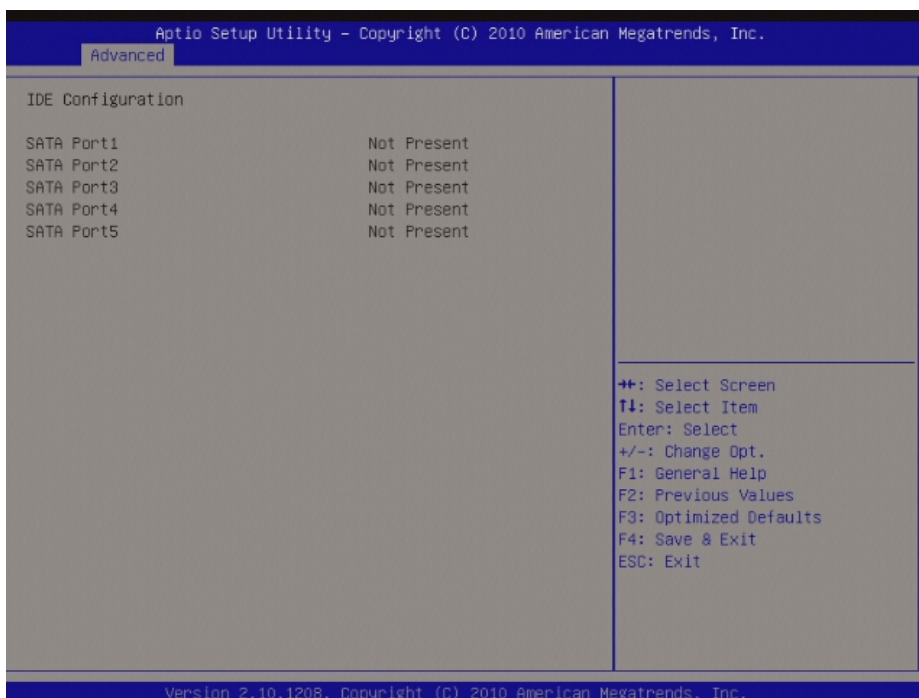 Aptio Setup Utility – Copyright (C) 2010 American Megatrends, Inc.
Advanced
IDE Configuration
SATA Port1 Not Present
SATA Port2 Not Present
SATA Port3 Not Present
SATA Port4 Not Present
SATA Port5 Not Present
→←: Select Screen
↑↓: Select Item
Enter: Select
+/-: Change Opt.
F1: General Help
F2: Previous Values
F3: Optimized Defaults
F4: Save & Exit
ESC: Exit
Version 2.10.1208. Copyright (C) 2010 American Megatrends, Inc.